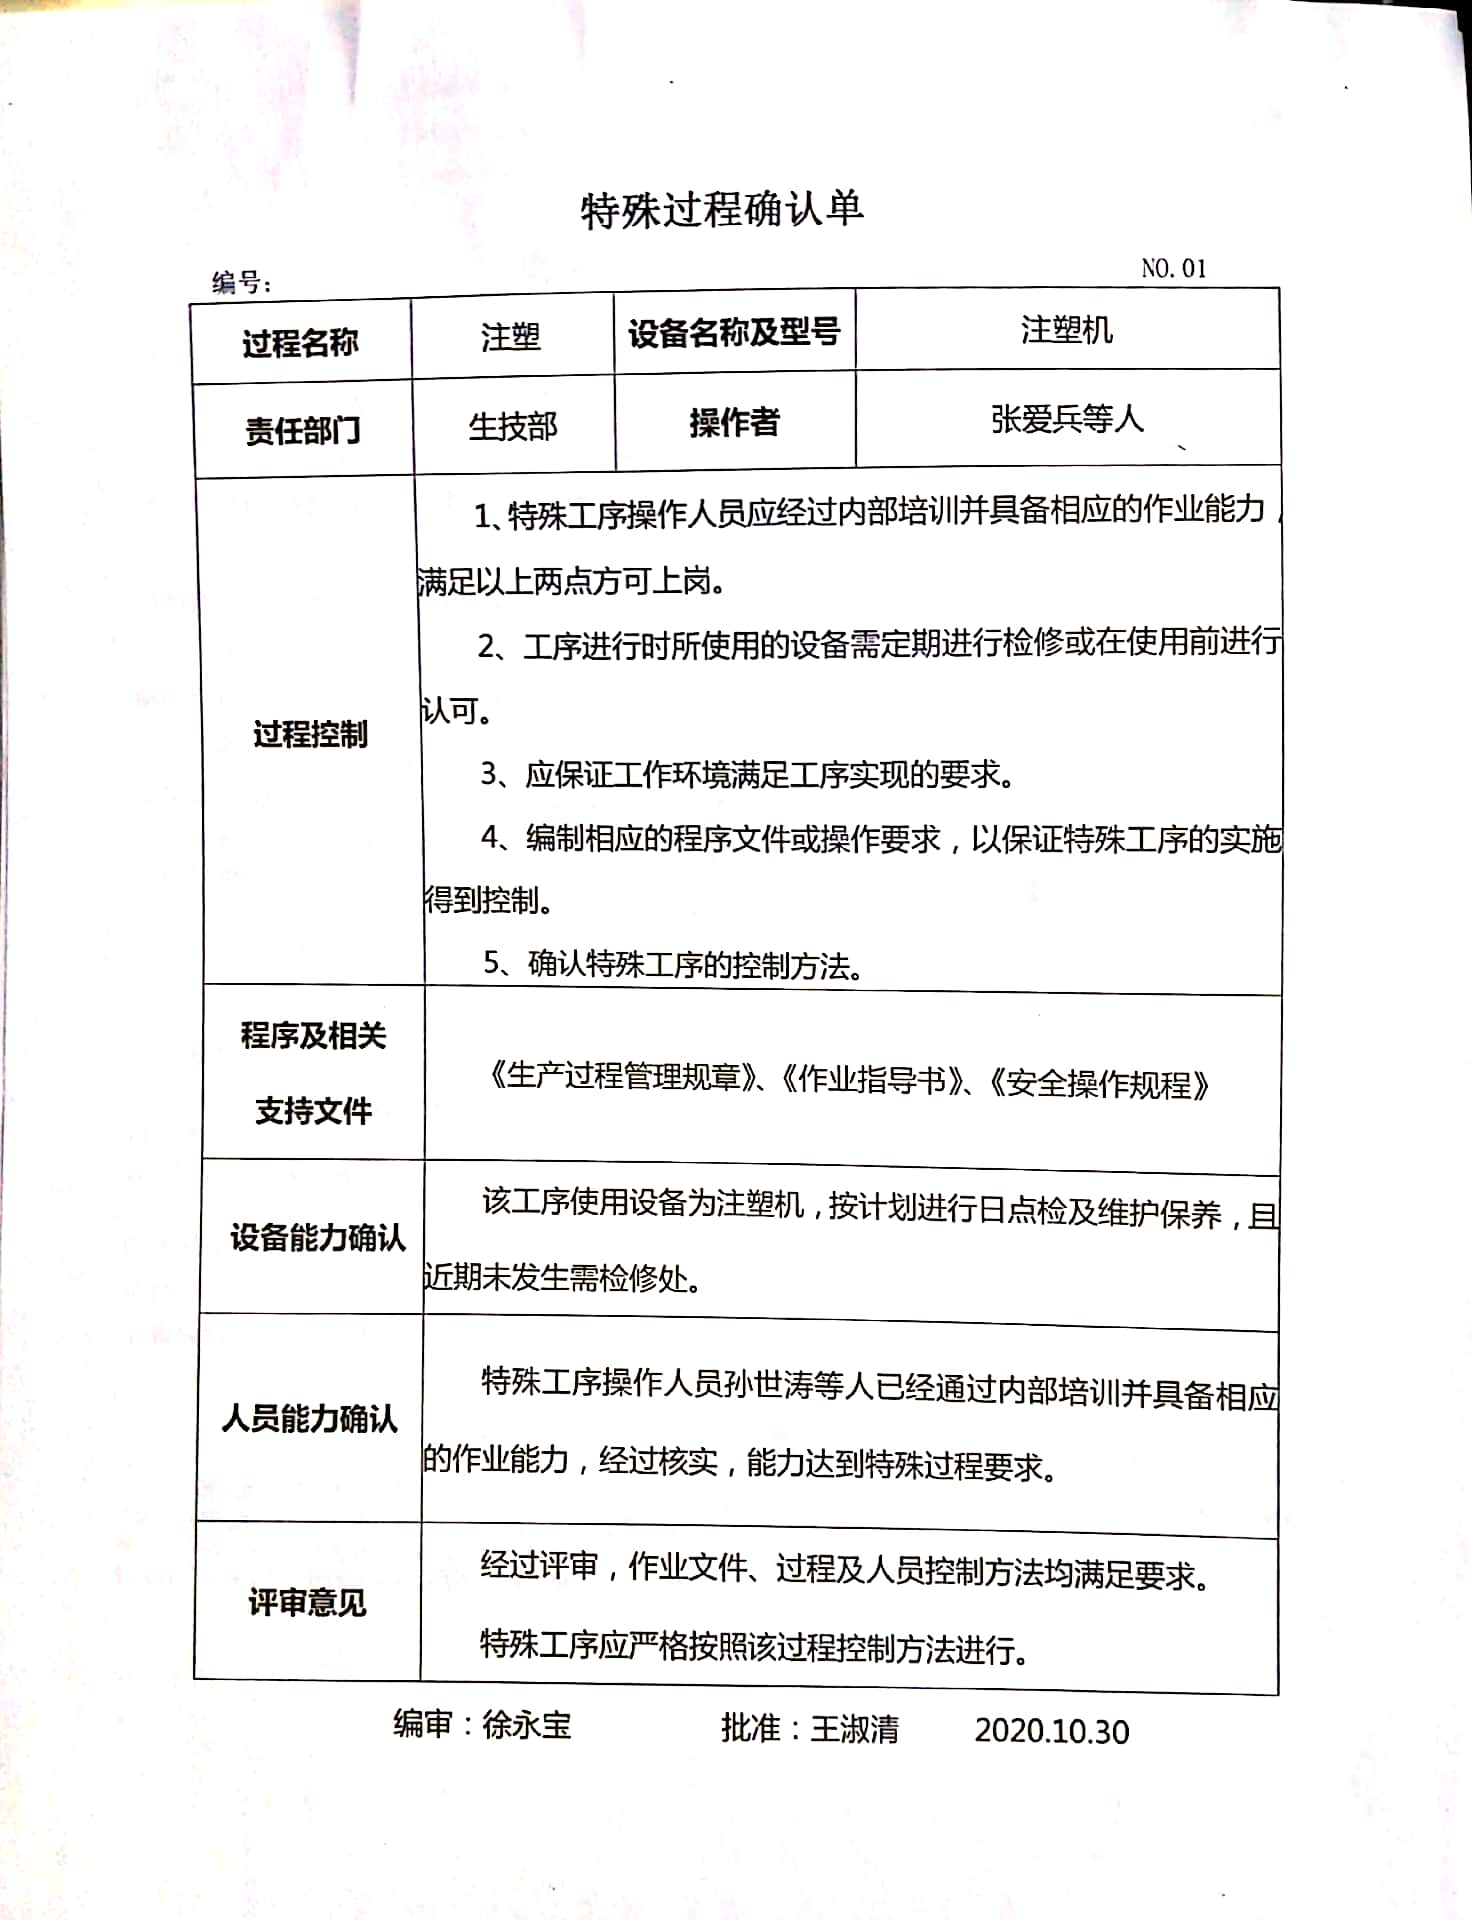 特殊过程确认单
编号:
NO.01
过程名称
注塑
设备名称及型号
注塑机
责任部门
生技部
操作者
张爱兵等人
过程控制
1、特殊工序操作人员应经过内部培训并具备相应的作业能力，
满足以上两点方可上岗。
2、工序进行时所使用的设备需定期进行检修或在使用前进行
认可。
3、应保证工作环境满足工序实现的要求。
4、编制相应的程序文件或操作要求，以保证特殊工序的实施
得到控制。
5、确认特殊工序的控制方法。
程序及相关
支持文件
《生产过程管理规章》、《作业指导书》、《安全操作规程》
设备能力确认
该工序使用设备为注塑机，按计划进行日点检及维护保养，且
近期未发生需检修处。
人员能力确认
特殊工序操作人员孙世涛等人已经通过内部培训并具备相应
的作业能力，经过核实，能力达到特殊过程要求。
评审意见
经过评审，作业文件、过程及人员控制方法均满足要求。
特殊工序应严格按照该过程控制方法进行。
编审：徐永宝 批准：王淑清 2020.10.30